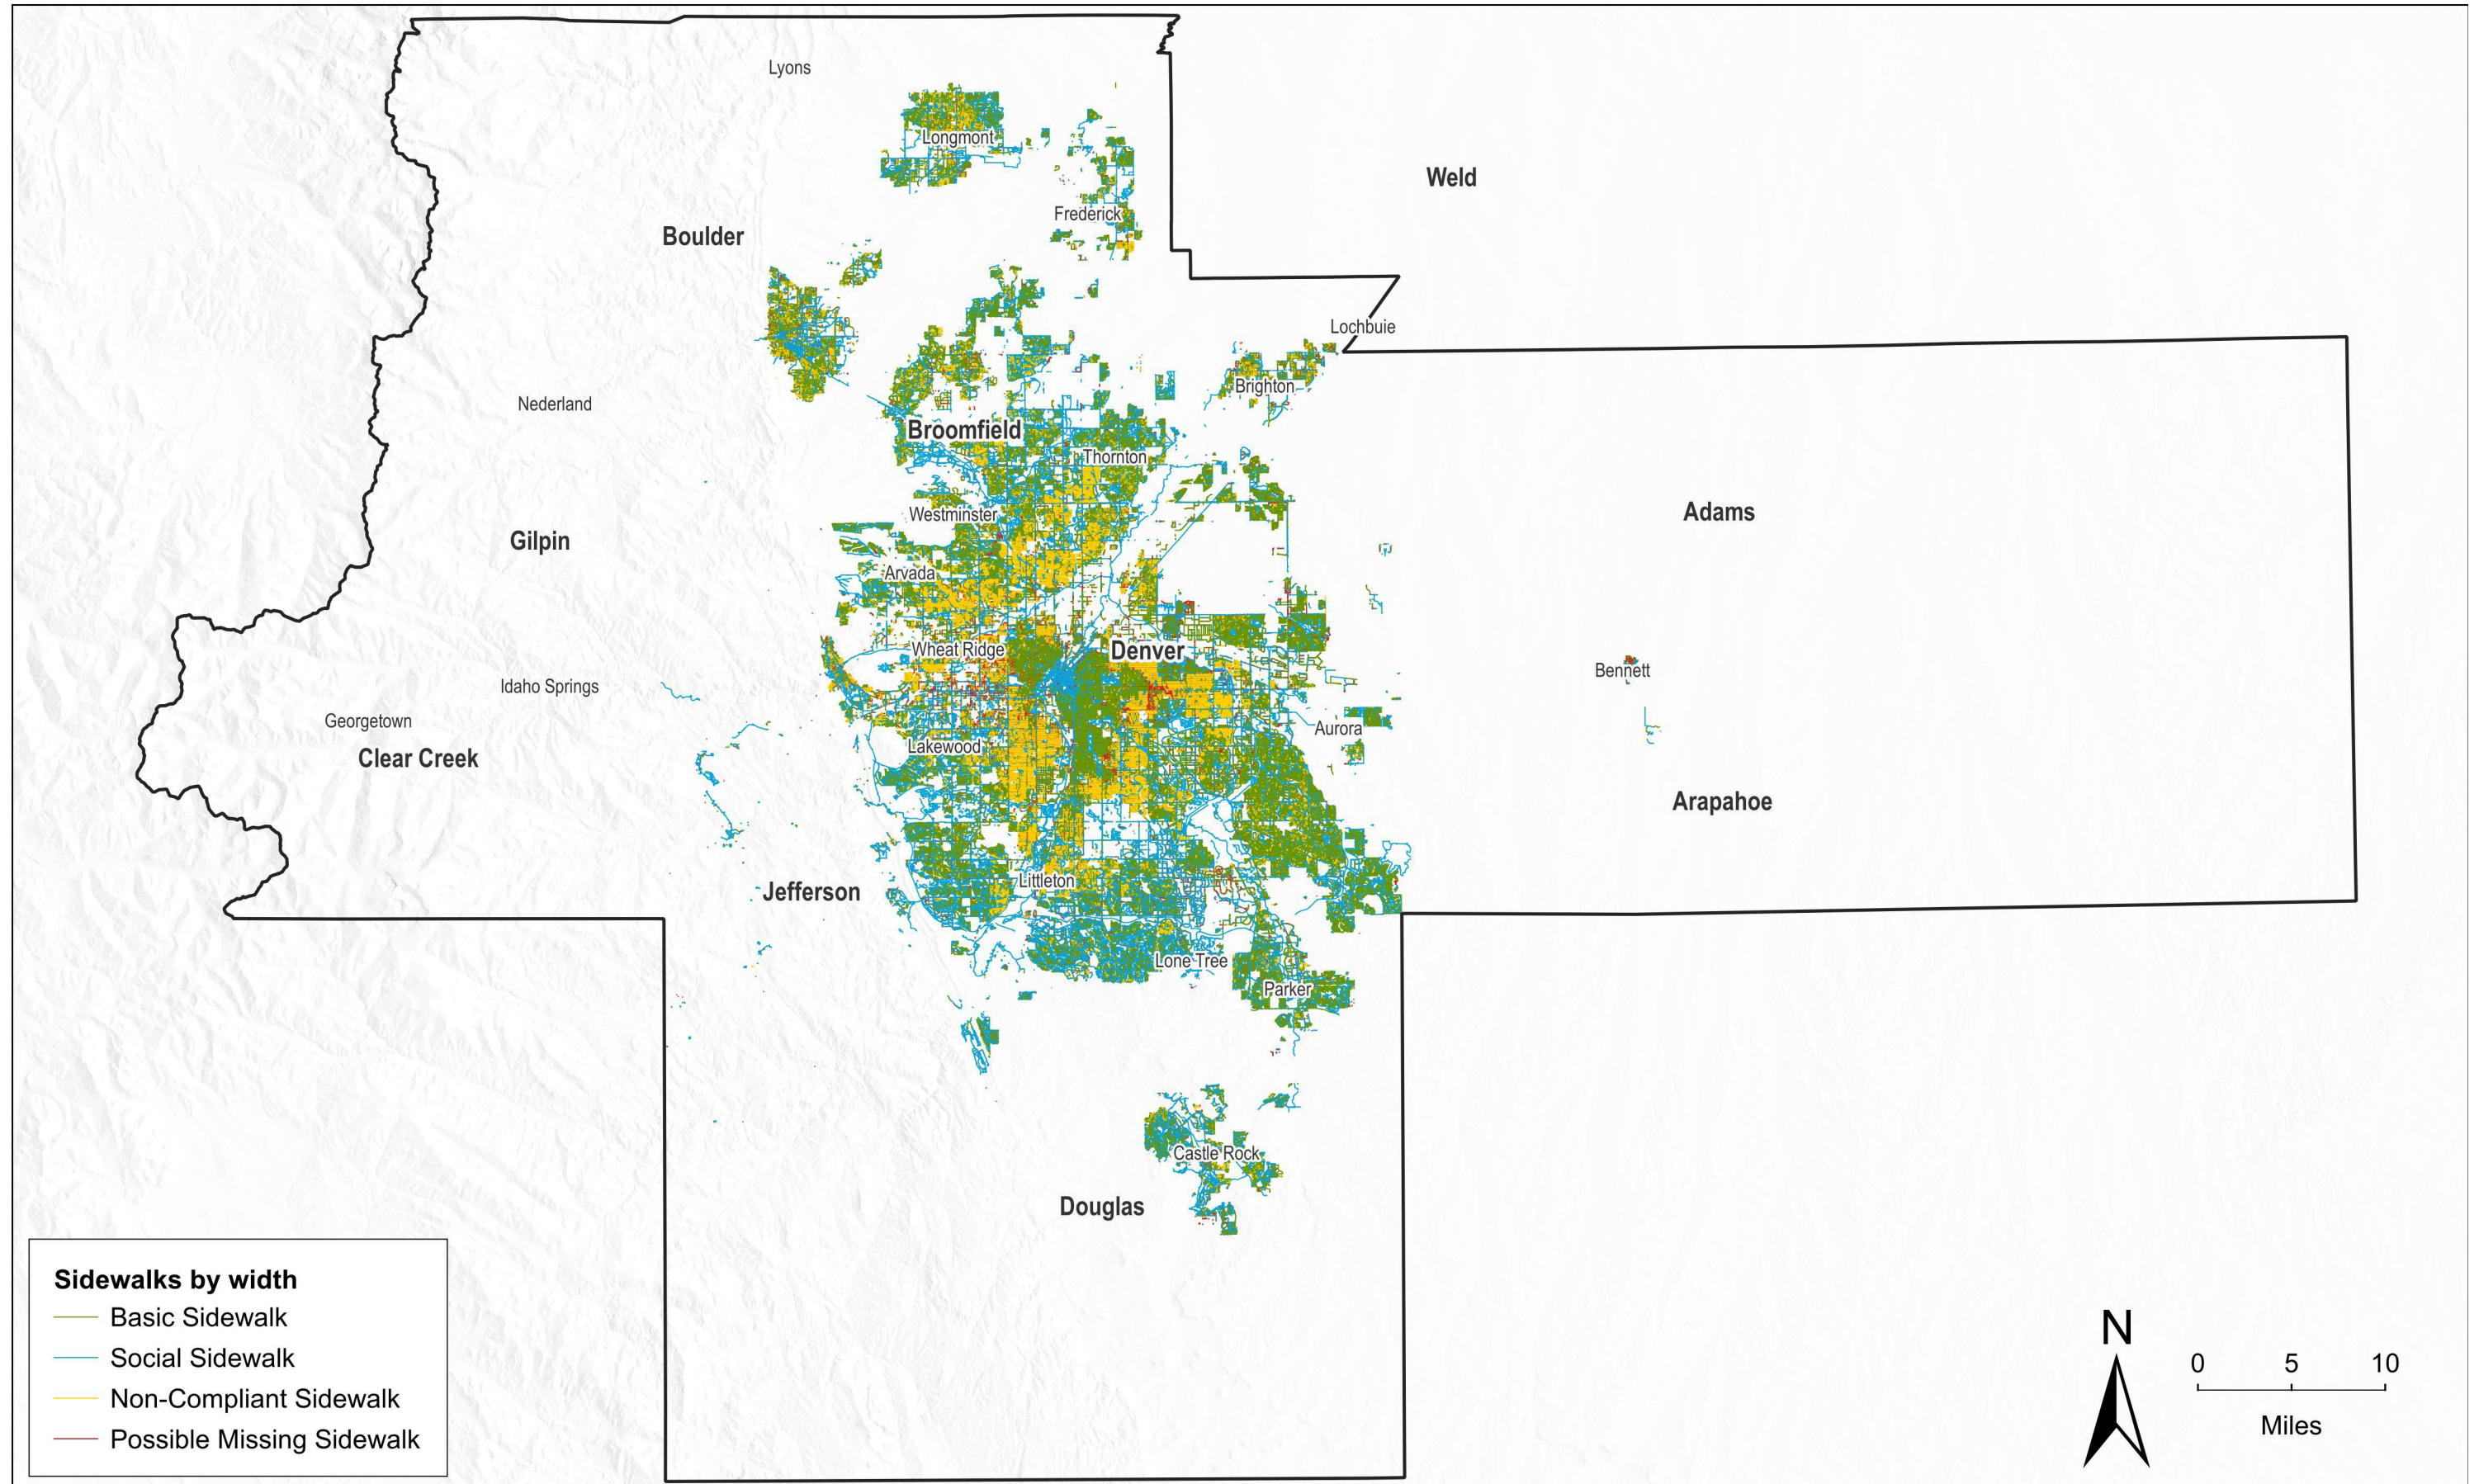 Lyons
Longmont
Weld
Frederick
Boulder
Lochbuie
Brighton
Nederland
Broomfield
Thornton
Westminster
Adams
Gilpin
Arvada
Wheat Ridge
Denver
Bennett
Idaho Springs
Georgetown
Aurora
Lakewood
Clear Creek
Arapahoe
Littleton
Jefferson
Lone Tree
Parker
Castle Rock
Douglas
Sidewalks by width
Basic Sidewalk
Social Sidewalk
Non-Compliant Sidewalk
Possible Missing Sidewalk
N
0 5 10
Miles